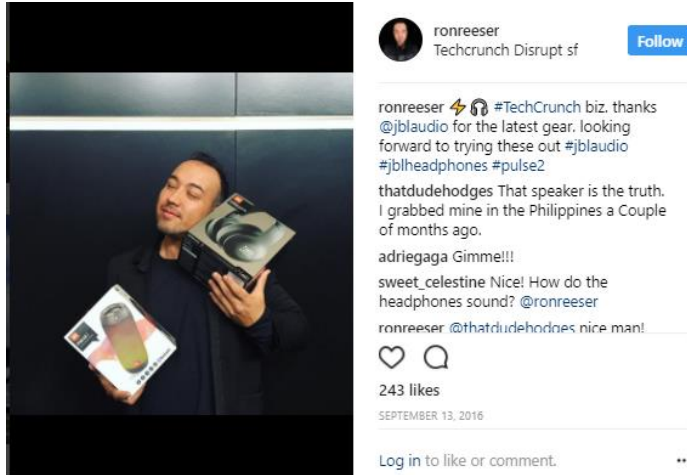 ronreeser
Techcrunch Disrupt sf
Follow
ronreeser ⚡🎧 #TechCrunch biz. thanks
@jblaudio for the latest gear. looking
forward to trying these out #jblaudio
#jblheadphones #pulse2
thatdudehodges That speaker is the truth.
I grabbed mine in the Philippines a Couple
of months ago.
adriegaga Gimme!!!
sweet_celestine Nice! How do the
headphones sound? @ronreeser
ronreeser @thatdudehodges nice man!
243 likes
SEPTEMBER 13, 2016
Log in to like or comment.